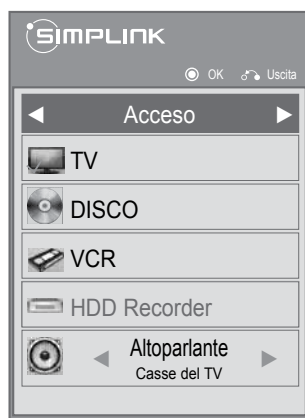 SIMPLINK
OK Uscita
Acceso
TV
DISCO
VCR
HDD Recorder
Altoparlante
Casse del TV